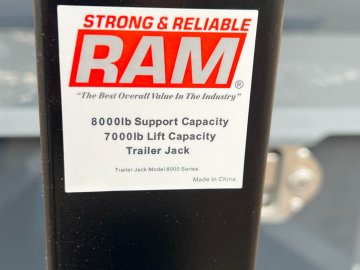 STRONG & RELIABLE
RAM®
"The Best Overall Value In The Industry"
8000lb Support Capacity
7000lb Lift Capacity
Trailer Jack
Trailer Jack Model 8000 Series
Made In China